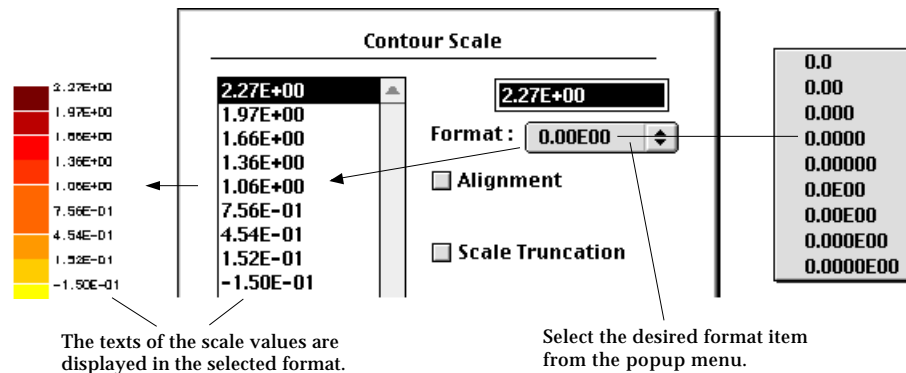 Contour Scale
2.27E+00
1.97E+00
1.66E+00
1.36E+00
1.06E+00
7.56E-01
4.54E-01
1.52E-01
-1.50E-01
2.27E+00
1.97E+00
1.66E+00
1.36E+00
1.06E+00
7.56E-01
4.54E-01
1.52E-01
-1.50E-01
2.27E+00
Format :
0.00E00
Alignment
Scale Truncation
0.0
0.00
0.000
0.0000
0.00000
0.0E00
0.00E00
0.000E00
0.0000E00
The texts of the scale values are
displayed in the selected format.
Select the desired format item
from the popup menu.